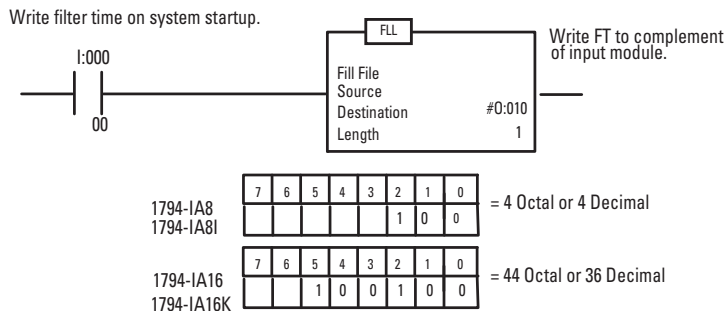 Write filter time on system startup.
I:000
00
FLL
Fill File
Source
Destination #O:010
Length 1
Write FT to complement
of input module.
1794-IA8
1794-IA8I
7 6 5 4 3 2 1 0
1 0 0
= 4 Octal or 4 Decimal
1794-IA16
1794-IA16K
7 6 5 4 3 2 1 0
1 0 0 1 0 0
= 44 Octal or 36 Decimal